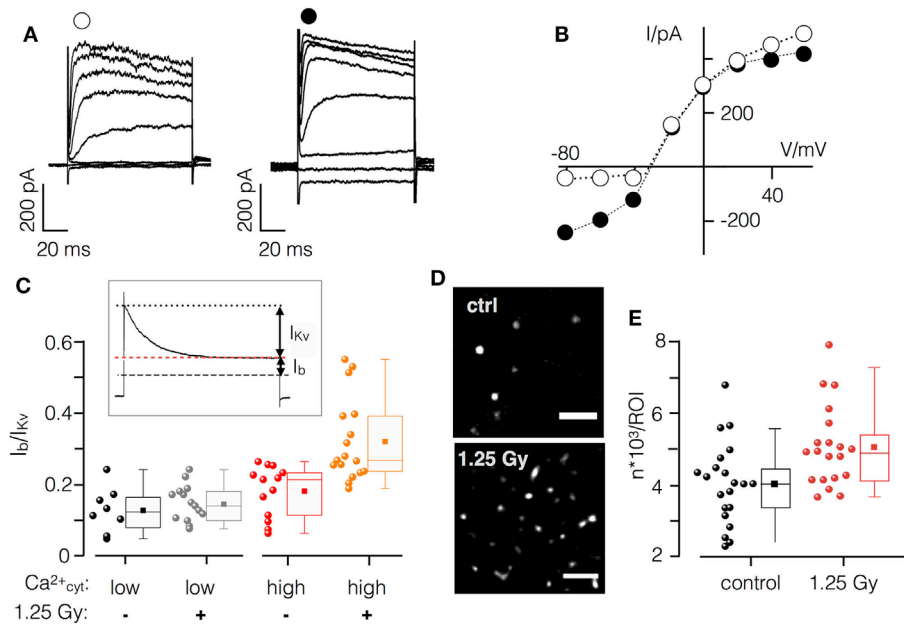 A
200 pA
20 ms
200 pA
20 ms
B
I/pA
200
-80
V/mV
40
-200
C
I_Kv
I_b
0.6
0.4
0.2
0
I_b/I_Kv
Ca²⁺cyt: low low high high
1.25 Gy: - + - +
D
ctrl
1.25 Gy
E
n*10³/ROI
8
6
4
2
control 1.25 Gy